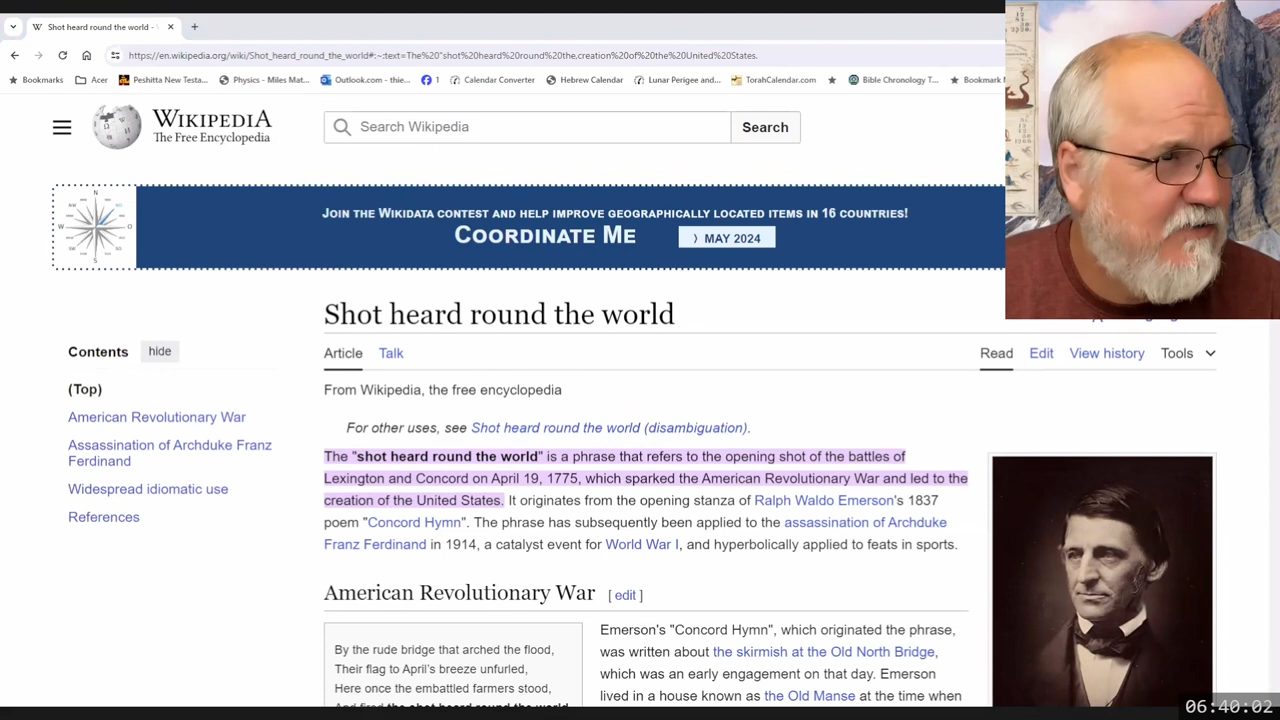 Shot heard round the world -
https://en.wikipedia.org/wiki/Shot_heard_round_the_world#:~:text=The%20"shot%20heard%20round%20the,creation%20of%20the%20United%20States.
Bookmarks Acer Peshitta New Testa... Physics - Miles Mat... Outlook.com - thie... 1 Calendar Converter Hebrew Calendar Lunar Perigee and... TorahCalendar.com Bible Chronology T... Bookmark
WIKIPEDIA
The Free Encyclopedia
Search Wikipedia
Search
JOIN THE WIKIDATA CONTEST AND HELP IMPROVE GEOGRAPHICALLY LOCATED ITEMS IN 16 COUNTRIES!
COORDINATE ME
⟩ MAY 2024
N
W
S
Shot heard round the world
Contents hide
(Top)
American Revolutionary War
Assassination of Archduke Franz
Ferdinand
Widespread idiomatic use
References
Article Talk Read Edit View history Tools
From Wikipedia, the free encyclopedia
For other uses, see Shot heard round the world (disambiguation).
The "shot heard round the world" is a phrase that refers to the opening shot of the battles of
Lexington and Concord on April 19, 1775, which sparked the American Revolutionary War and led to the
creation of the United States. It originates from the opening stanza of Ralph Waldo Emerson's 1837
poem "Concord Hymn". The phrase has subsequently been applied to the assassination of Archduke
Franz Ferdinand in 1914, a catalyst event for World War I, and hyperbolically applied to feats in sports.
American Revolutionary War [ edit ]
By the rude bridge that arched the flood,
Their flag to April's breeze unfurled,
Here once the embattled farmers stood,
And fired the shot heard round the world
Emerson's "Concord Hymn", which originated the phrase,
was written about the skirmish at the Old North Bridge,
which was an early engagement on that day. Emerson
lived in a house known as the Old Manse at the time when
06:40:02